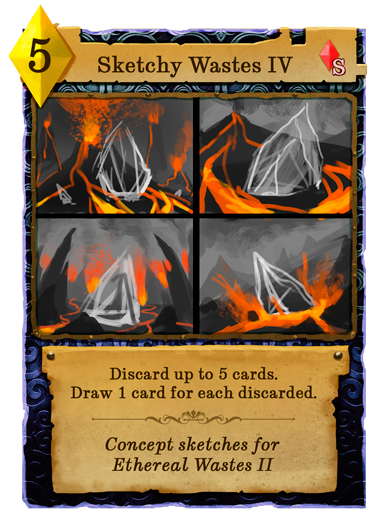 5
Sketchy Wastes IV
S
Discard up to 5 cards.
Draw 1 card for each discarded.
Concept sketches for
Ethereal Wastes II